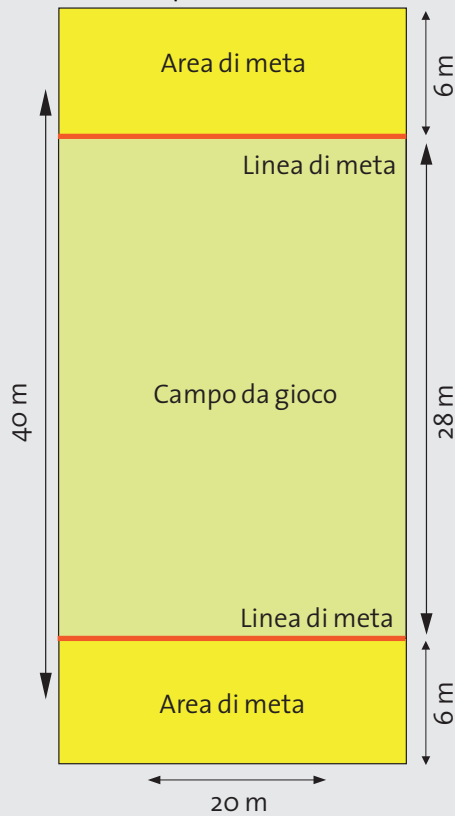 Area di meta
6 m
Linea di meta
40 m
Campo da gioco
28 m
Linea di meta
Area di meta
6 m
20 m